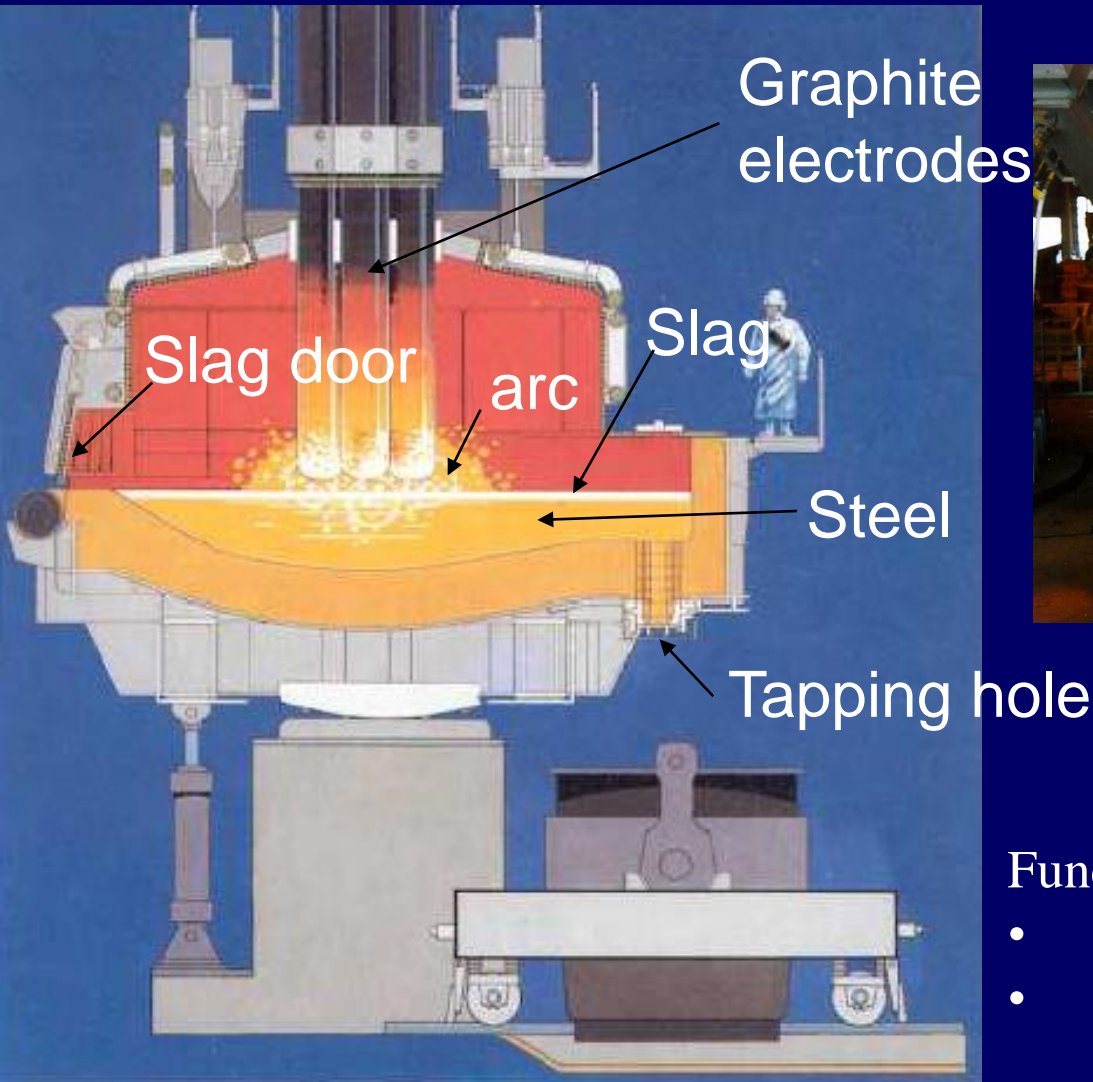 Graphite
electrodes
Slag
Slag door
arc
Steel
Tapping hole